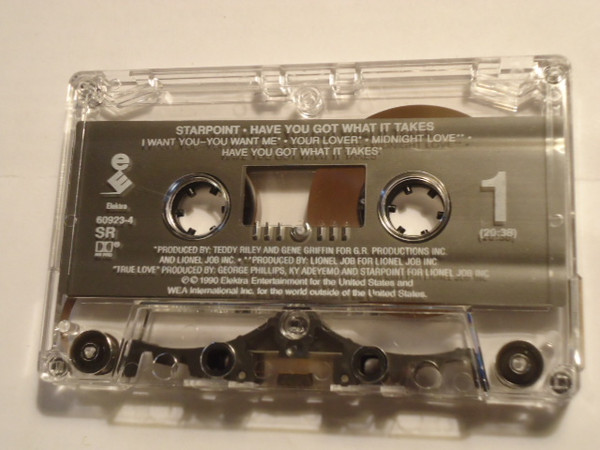 STARPOINT • HAVE YOU GOT WHAT IT TAKES
I WANT YOU–YOU WANT ME* • YOUR LOVER* • MIDNIGHT LOVE** •
HAVE YOU GOT WHAT IT TAKES*
e
Elektra
60923-4
SR
1
(29:38)
*PRODUCED BY: TEDDY RILEY AND GENE GRIFFIN FOR G.R. PRODUCTIONS INC.
AND LIONEL JOB INC. • **PRODUCED BY: LIONEL JOB FOR LIONEL JOB INC.
"TRUE LOVE" PRODUCED BY: GEORGE PHILLIPS, KY ADEYEMO AND STARPOINT FOR LIONEL JOB INC.
℗ © 1990 Elektra Entertainment for the United States and
WEA International Inc. for the world outside of the United States.